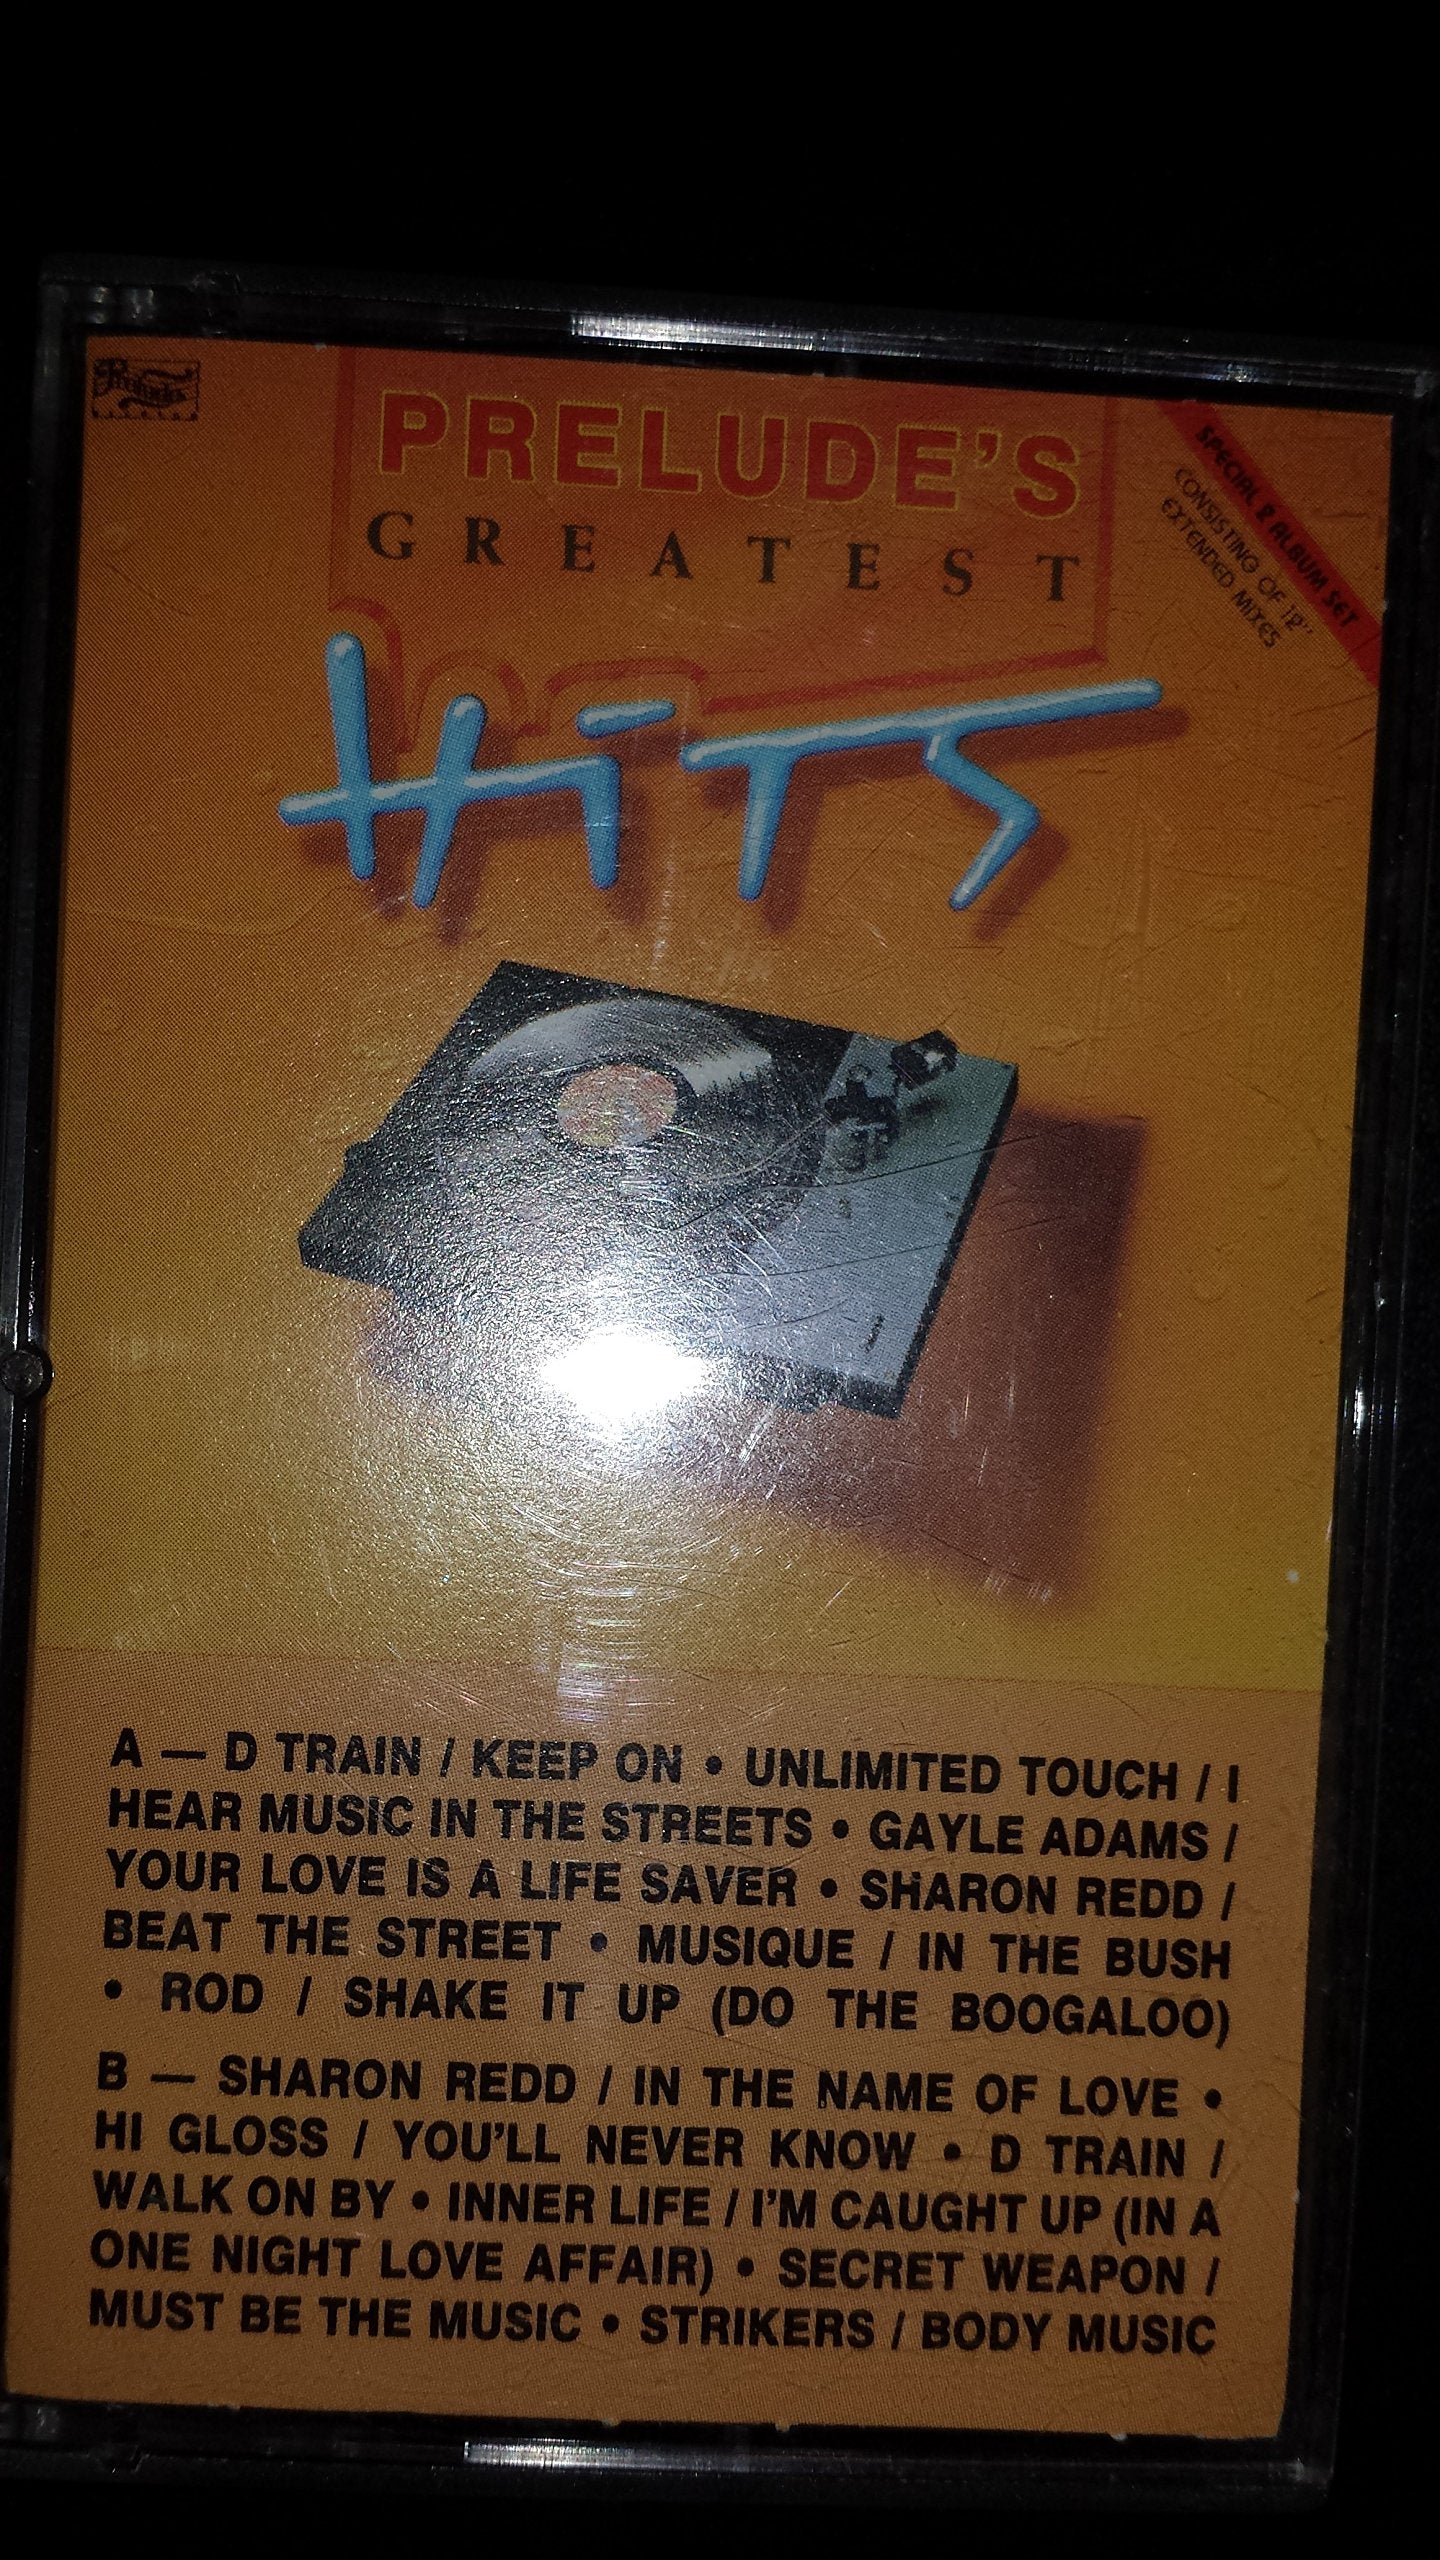 Prelude
PRELUDE'S
GREATEST
HiTS
SPECIAL 2 ALBUM SET
CONSISTING OF 12"
EXTENDED MIXES
A — D TRAIN / KEEP ON • UNLIMITED TOUCH / I
HEAR MUSIC IN THE STREETS • GAYLE ADAMS /
YOUR LOVE IS A LIFE SAVER • SHARON REDD /
BEAT THE STREET • MUSIQUE / IN THE BUSH
• ROD / SHAKE IT UP (DO THE BOOGALOO)
B — SHARON REDD / IN THE NAME OF LOVE •
HI GLOSS / YOU'LL NEVER KNOW • D TRAIN /
WALK ON BY • INNER LIFE / I'M CAUGHT UP (IN A
ONE NIGHT LOVE AFFAIR) • SECRET WEAPON /
MUST BE THE MUSIC • STRIKERS / BODY MUSIC